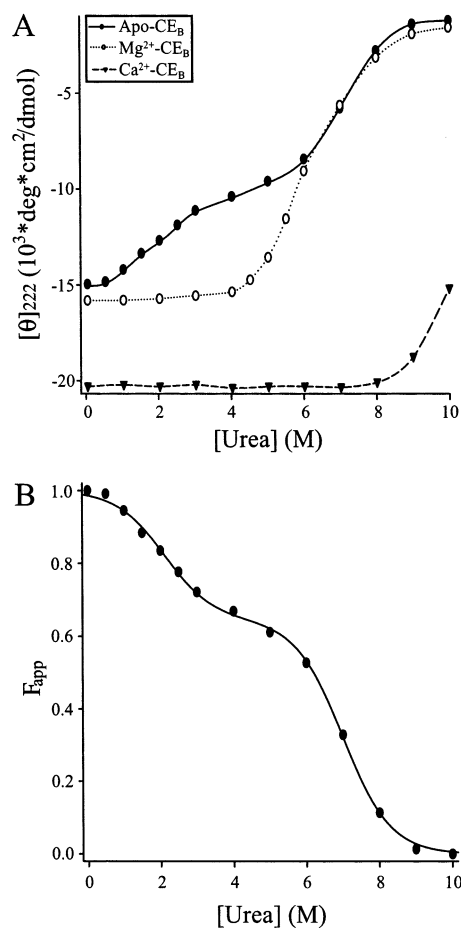 A
Apo-CE_B
Mg²⁺-CE_B
Ca²⁺-CE_B
[θ]₂₂₂ (10³*deg*cm²/dmol)
-5
-10
-15
-20
0 2 4 6 8 10
[Urea] (M)
B
F_app
1.0
0.8
0.6
0.4
0.2
0.0
0 2 4 6 8 10
[Urea] (M)